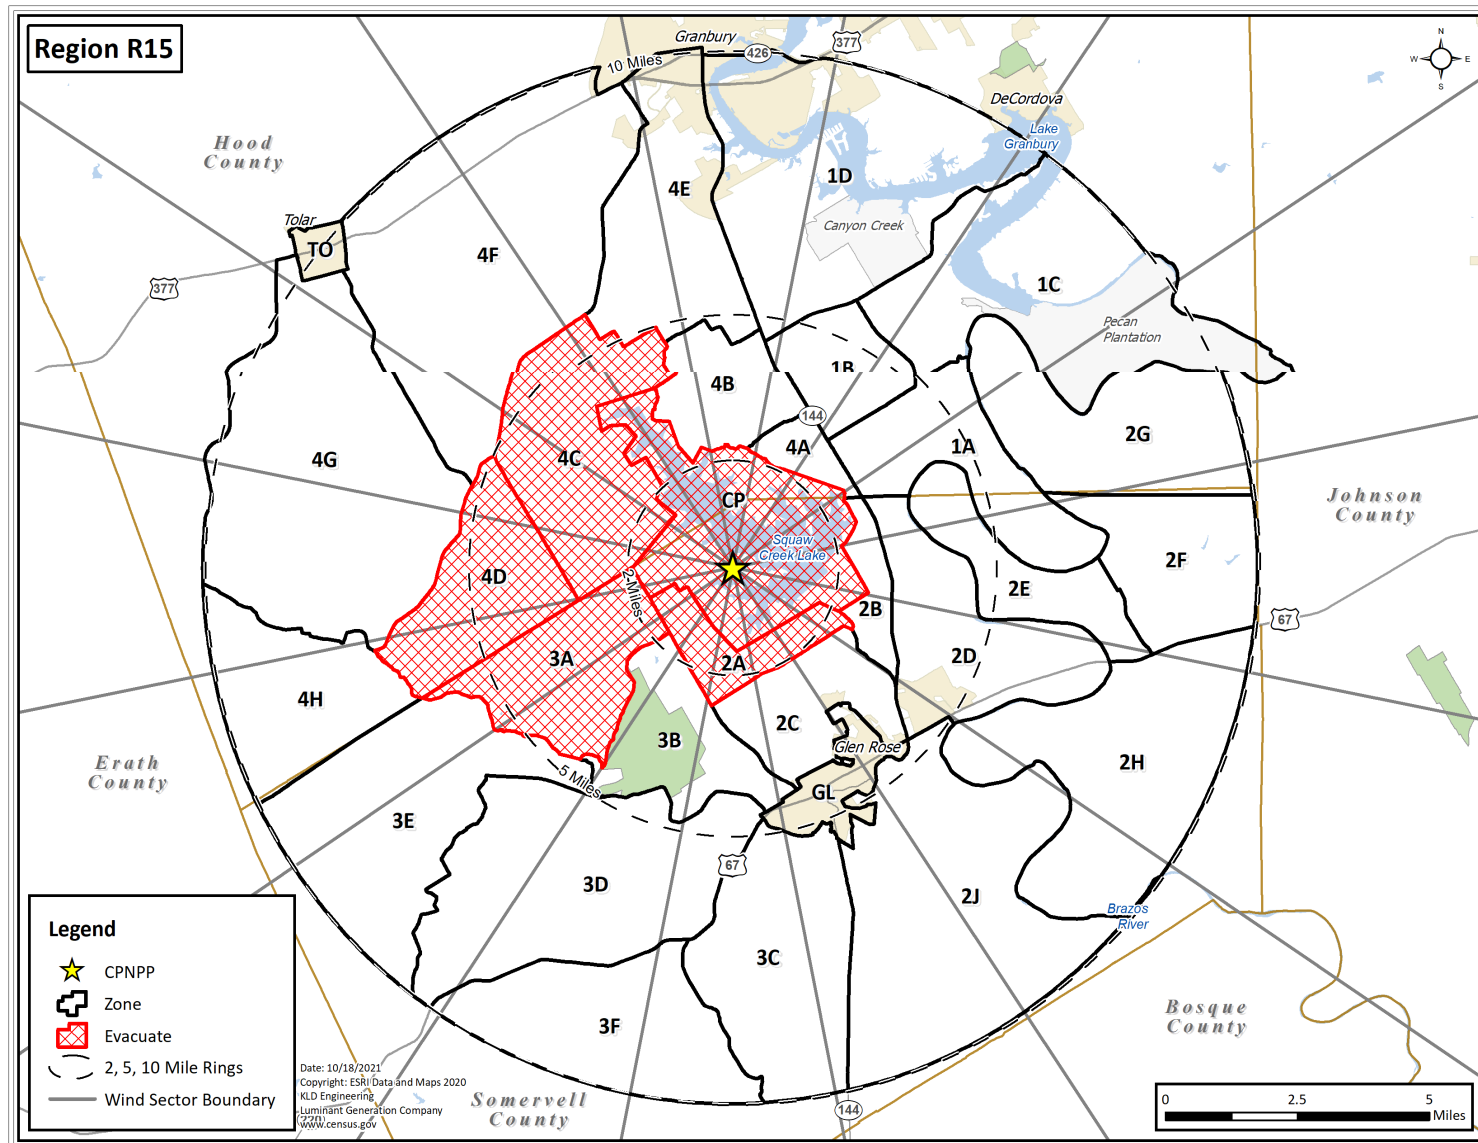 Region R15
Granbury
426
377
10 Miles
N
W
E
S
DeCordova
Lake
Granbury
Hood
County
4E
1D
Canyon Creek
Tolar
TO
4F
377
1C
Pecan
Plantation
1B
4B
144
4A
1A
2G
4G
4C
CP
Johnson
County
Squaw
Creek Lake
2F
4D
2-Miles
2E
2B
67
3A
2A
2D
4H
2C
3B
Glen Rose
Erath
County
2H
5 Miles
GL
3E
67
3D
2J
Brazos
River
3C
Bosque
County
3F
Legend
CPNPP
Zone
Evacuate
2, 5, 10 Mile Rings
Wind Sector Boundary
Date: 10/18/2021
Copyright: ESRI Data and Maps 2020
KLD Engineering
Luminant Generation Company
www.census.gov
Somervell
County
144
0
2.5
5
Miles